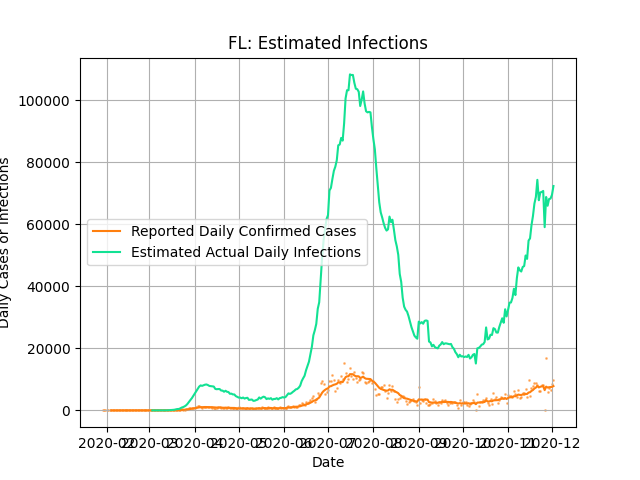 FL: Estimated Infections
Daily Cases or Infections
100000
80000
60000
40000
20000
0
Reported Daily Confirmed Cases
Estimated Actual Daily Infections
2020-02 2020-03 2020-04 2020-05 2020-06 2020-07 2020-08 2020-09 2020-10 2020-11 2020-12
Date